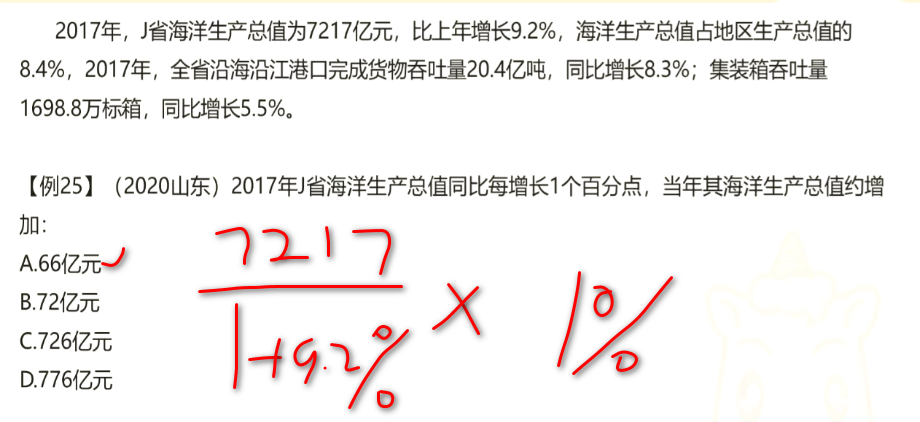 2017年，J省海洋生产总值为7217亿元，比上年增长9.2%，海洋生产总值占地区生产总值的
8.4%，2017年，全省沿海沿江港口完成货物吞吐量20.4亿吨，同比增长8.3%；集装箱吞吐量
1698.8万标箱，同比增长5.5%。
【例25】（2020山东）2017年J省海洋生产总值同比每增长1个百分点，当年其海洋生产总值约增
加：
A.66亿元✓
B.72亿元
C.726亿元
D.776亿元
7217
1+9.2% × 1%